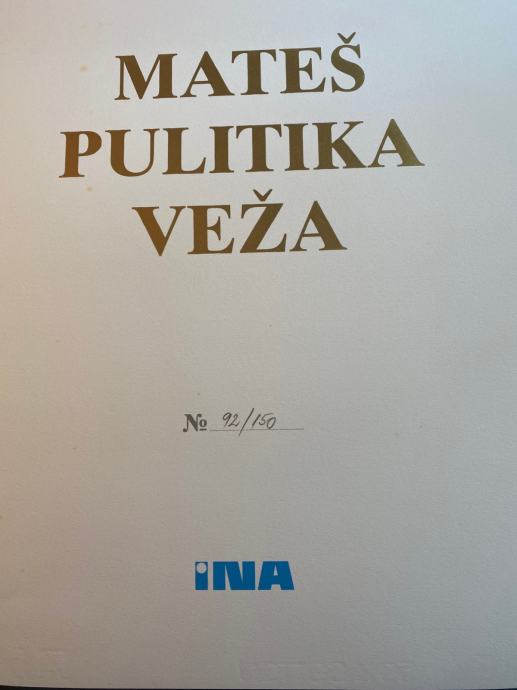 MATEŠ
PULITIKA
VEŽA
№ 92/150
INA